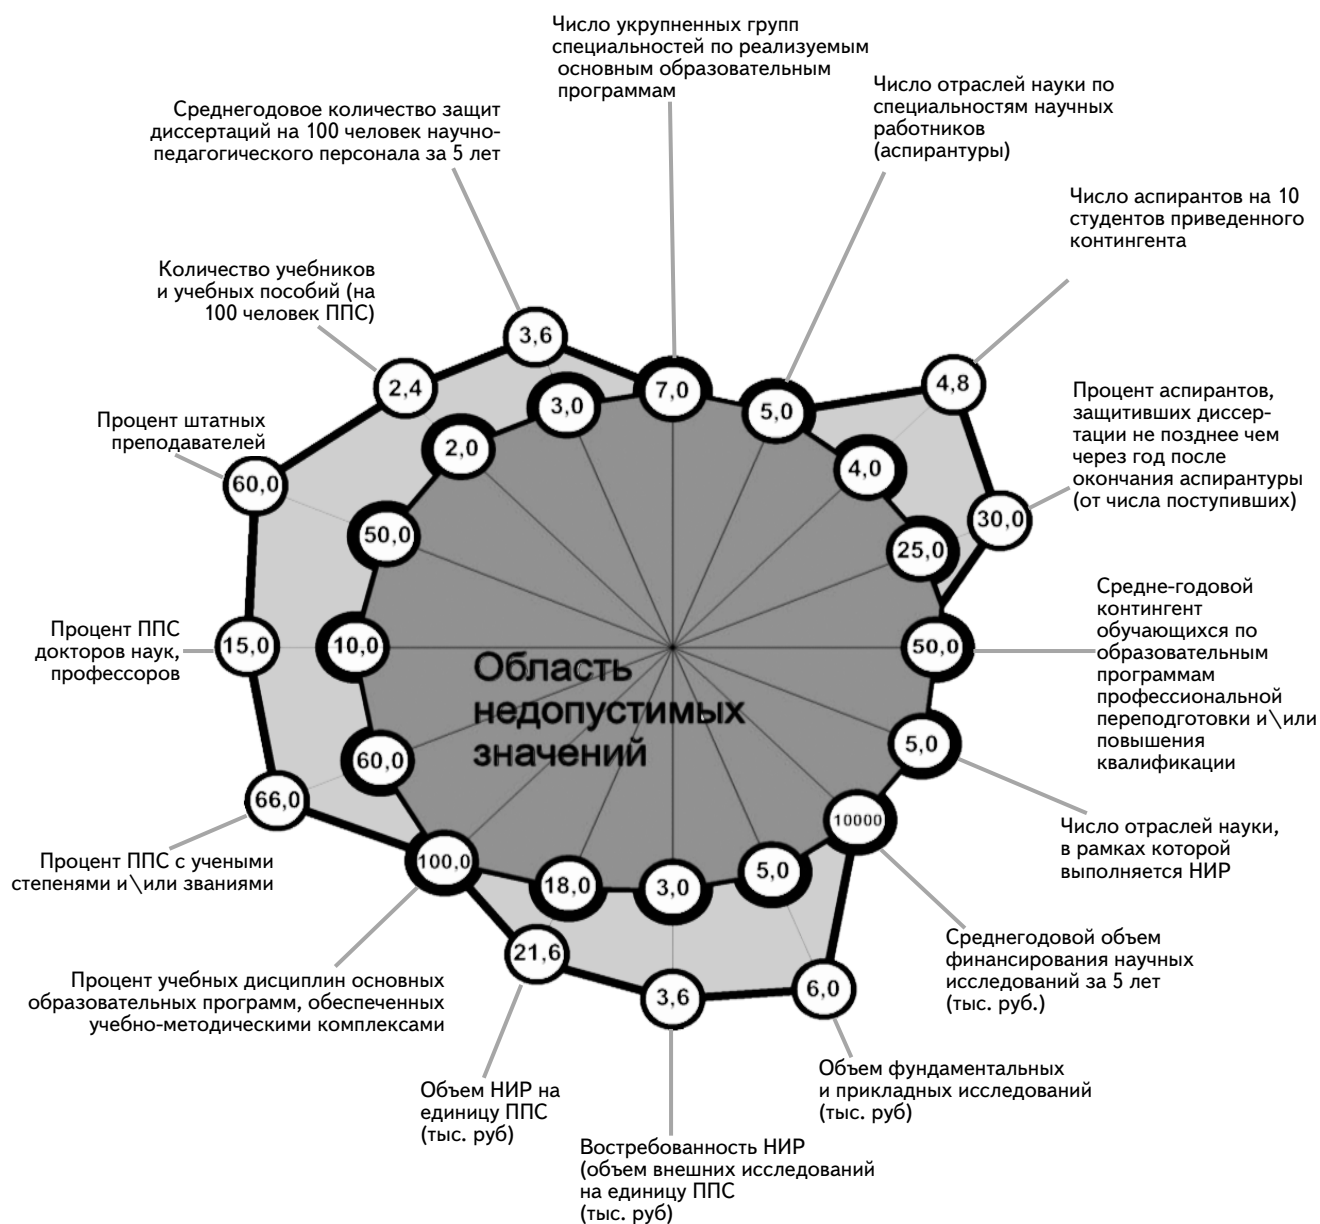 Число укрупненных групп
специальностей по реализуемым
основным образовательным
программам
Число отраслей науки по
специальностям научных
работников
(аспирантуры)
Число аспирантов на 10
студентов приведенного
контингента
Процент аспирантов,
защитивших диссер-
тации не позднее чем
через год после
окончания аспирантуры
(от числа поступивших)
Средне-годовой
контингент
обучающихся по
образовательным
программам
профессиональной
переподготовки и\или
повышения
квалификации
Число отраслей науки,
в рамках которой
выполняется НИР
Среднегодовой объем
финансирования научных
исследований за 5 лет
(тыс. руб.)
Объем фундаментальных
и прикладных исследований
(тыс. руб)
Востребованность НИР
(объем внешних исследований
на единицу ППС
(тыс. руб)
Объем НИР на
единицу ППС
(тыс. руб)
Процент учебных дисциплин основных
образовательных программ, обеспеченных
учебно-методическими комплексами
Процент ППС с учеными
степенями и\или званиями
Процент ППС
докторов наук,
профессоров
Процент штатных
преподавателей
Количество учебников
и учебных пособий (на
100 человек ППС)
Среднегодовое количество защит
диссертаций на 100 человек научно-
педагогического персонала за 5 лет
7,0
5,0
4,8
4,0
30,0
25,0
50,0
5,0
10000
6,0
5,0
3,6
3,0
21,6
18,0
100,0
66,0
60,0
15,0
10,0
60,0
50,0
2,4
2,0
3,6
3,0
Область
недопустимых
значений